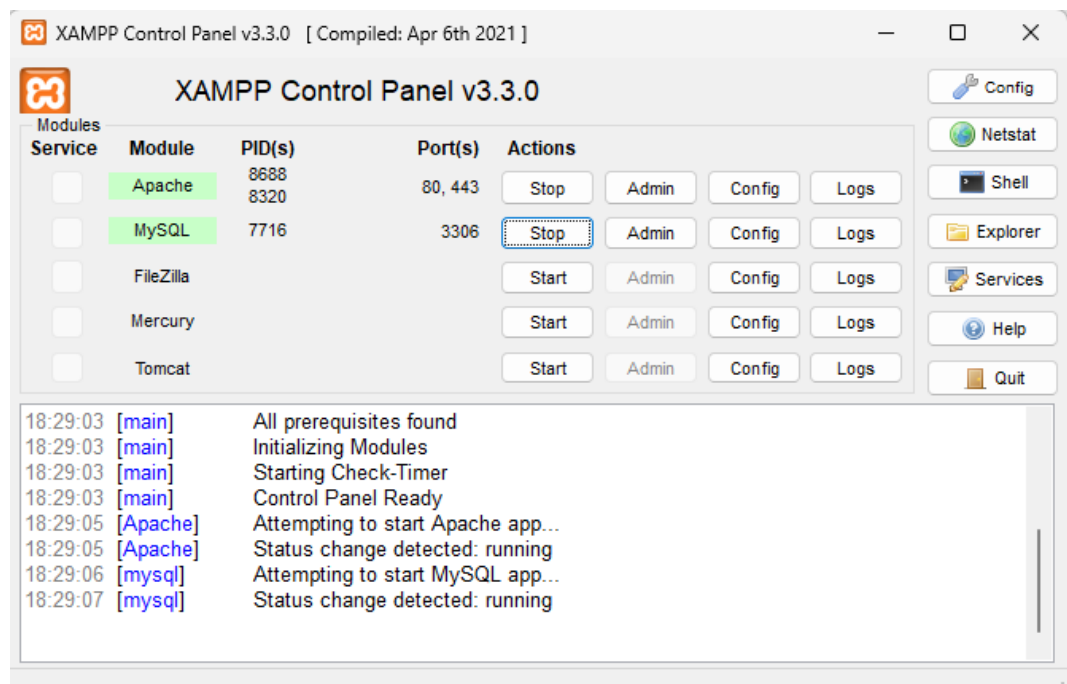 XAMPP Control Panel v3.3.0 [ Compiled: Apr 6th 2021 ]
XAMPP Control Panel v3.3.0
Config
Modules
Netstat
Service Module PID(s) Port(s) Actions
Apache 8688 80, 443 Stop Admin Config Logs
8320
Shell
MySQL 7716 3306 Stop Admin Config Logs
Explorer
FileZilla Start Admin Config Logs
Services
Mercury Start Admin Config Logs
Help
Tomcat Start Admin Config Logs
Quit
18:29:03 [main] All prerequisites found
18:29:03 [main] Initializing Modules
18:29:03 [main] Starting Check-Timer
18:29:03 [main] Control Panel Ready
18:29:05 [Apache] Attempting to start Apache app...
18:29:05 [Apache] Status change detected: running
18:29:06 [mysql] Attempting to start MySQL app...
18:29:07 [mysql] Status change detected: running